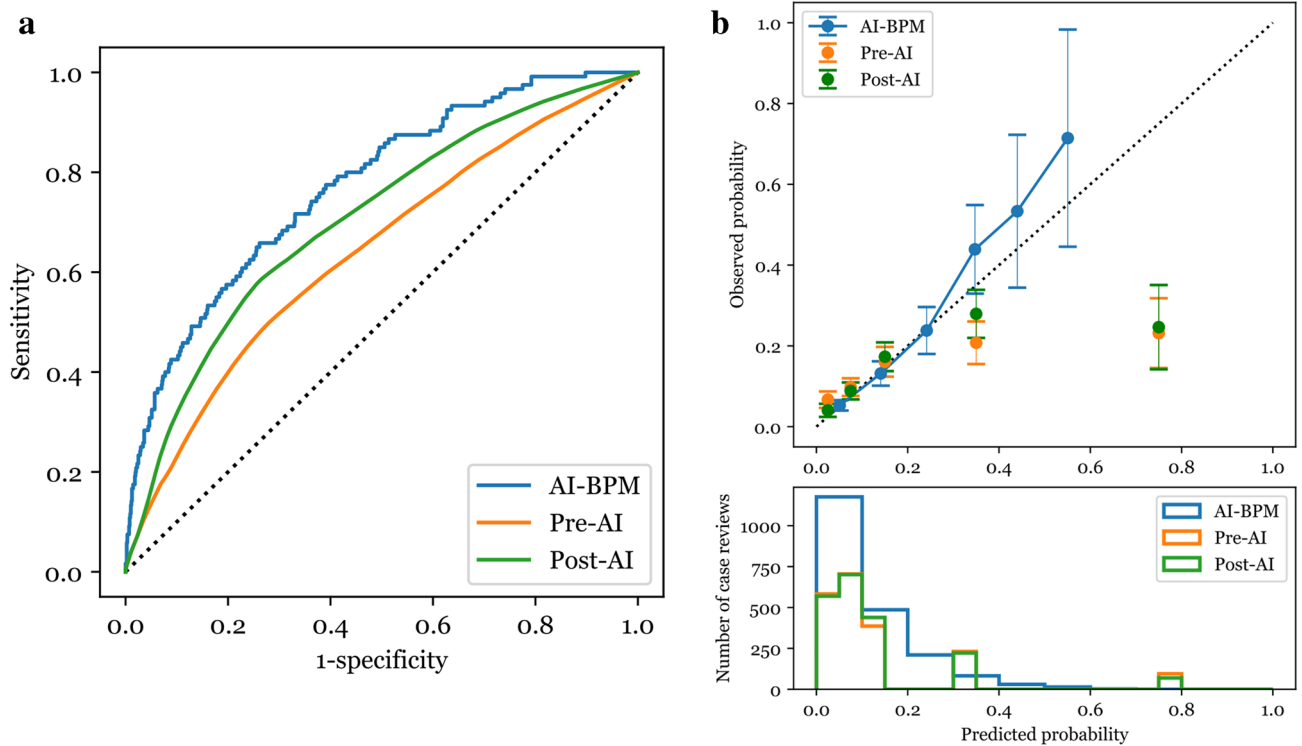 a
1.0
0.8
0.6
0.4
0.2
0.0
Sensitivity
0.0 0.2 0.4 0.6 0.8 1.0
1-specificity
AI-BPM
Pre-AI
Post-AI
b
1.0
0.8
0.6
0.4
0.2
0.0
Observed probability
AI-BPM
Pre-AI
Post-AI
0.0 0.2 0.4 0.6 0.8 1.0
1000
750
500
250
0
Number of case reviews
AI-BPM
Pre-AI
Post-AI
0.0 0.2 0.4 0.6 0.8 1.0
Predicted probability